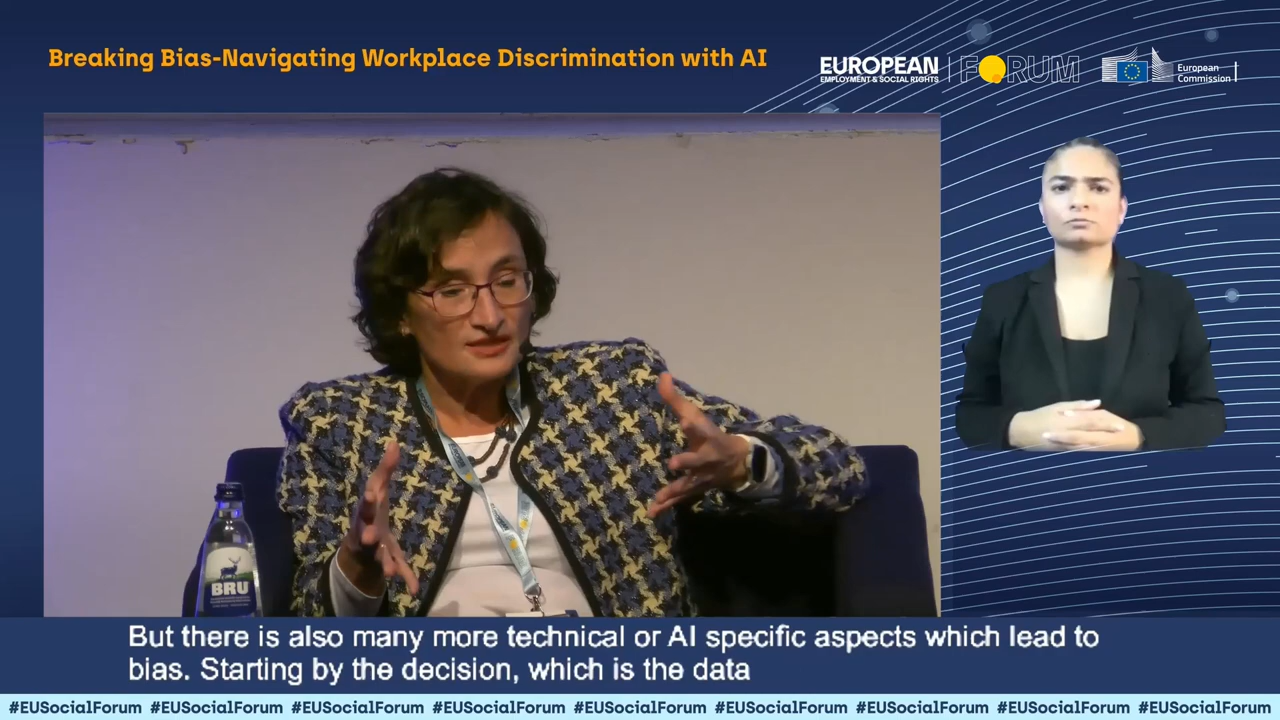 Breaking Bias-Navigating Workplace Discrimination with AI
EUROPEAN
EMPLOYMENT & SOCIAL RIGHTS
FORUM
European
Commission
BRU
But there is also many more technical or AI specific aspects which lead to
bias. Starting by the decision, which is the data
#EUSocialForum #EUSocialForum #EUSocialForum #EUSocialForum #EUSocialForum #EUSocialForum #EUSocialForum #EUSocialForum #EUSocialForum